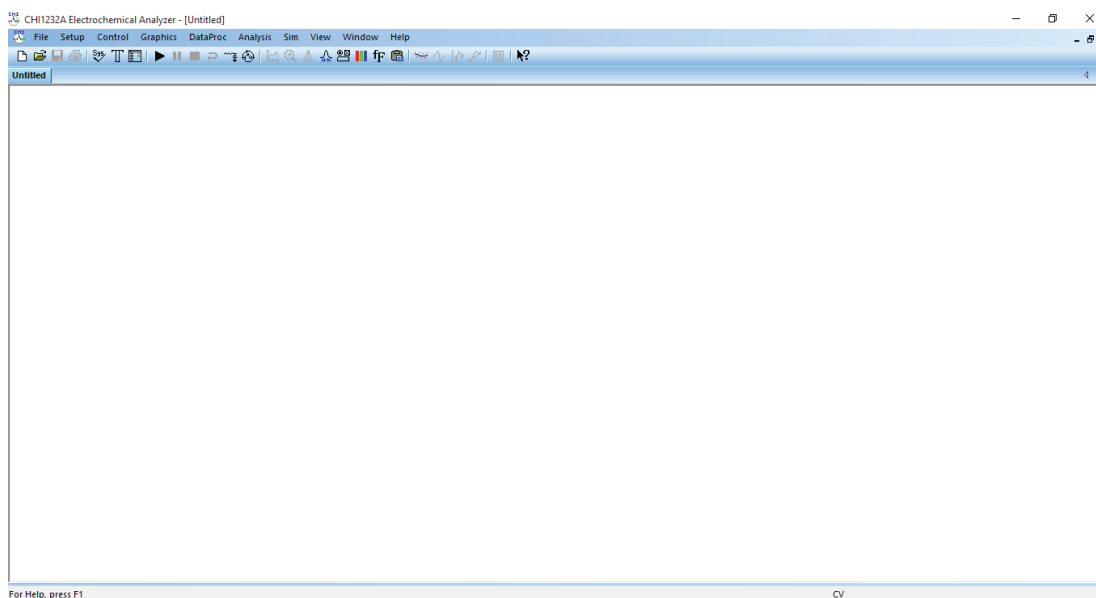 CHI1232A Electrochemical Analyzer - [Untitled]
File Setup Control Graphics DataProc Analysis Sim View Window Help
Untitled
For Help, press F1 CV